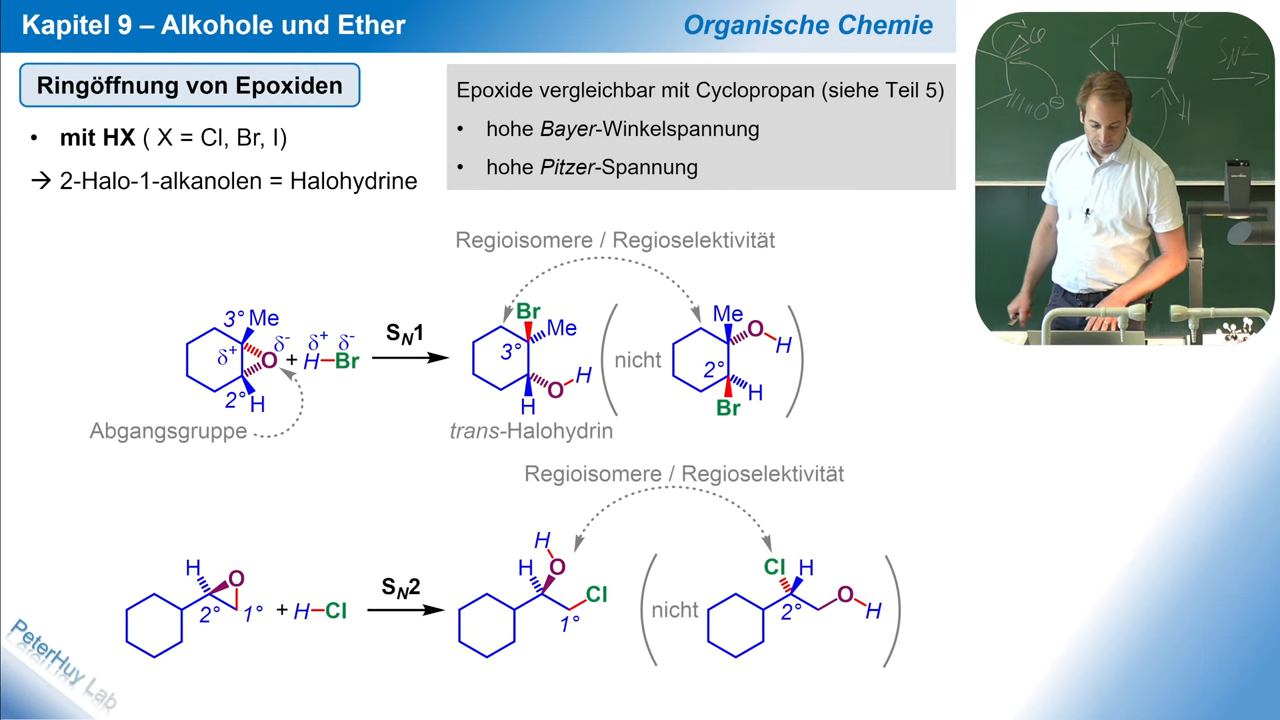 Kapitel 9 – Alkohole und Ether
Organische Chemie
Ringöffnung von Epoxiden
• mit HX ( X = Cl, Br, I)
→ 2-Halo-1-alkanolen = Halohydrine
Epoxide vergleichbar mit Cyclopropan (siehe Teil 5)
• hohe Bayer-Winkelspannung
• hohe Pitzer-Spannung
Regioisomere / Regioselektivität
3° Me
δ+ δ-
O
2° H
+
δ+ δ-
H–Br
SN1
Br
Me
3°
O–H
H
nicht
Me
O–H
2°
H
Br
Abgangsgruppe
trans-Halohydrin
Regioisomere / Regioselektivität
H
O
2° 1°
+ H–Cl
SN2
H
H O
Cl
1°
nicht
Cl H
2°
O–H
PeterHuy Lab
SN2